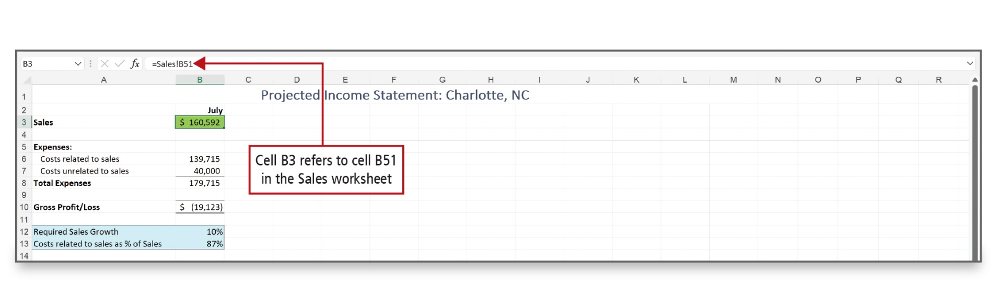 B3 fx =Sales!B51
A B C D E F G H I J K L M N O P Q R
1 Projected Income Statement: Charlotte, NC
2 July
3 Sales $ 160,592
4
5 Expenses:
6 Costs related to sales 139,715
7 Costs unrelated to sales 40,000
8 Total Expenses 179,715
9
10 Gross Profit/Loss $ (19,123)
11
12 Required Sales Growth 10%
13 Costs related to sales as % of Sales 87%
14
Cell B3 refers to cell B51
in the Sales worksheet